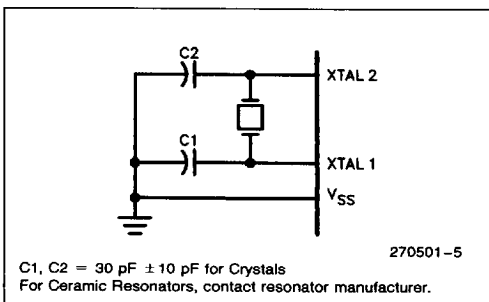 C2
XTAL 2
C1
XTAL 1
VSS
270501-5
C1, C2 = 30 pF ±10 pF for Crystals
For Ceramic Resonators, contact resonator manufacturer.